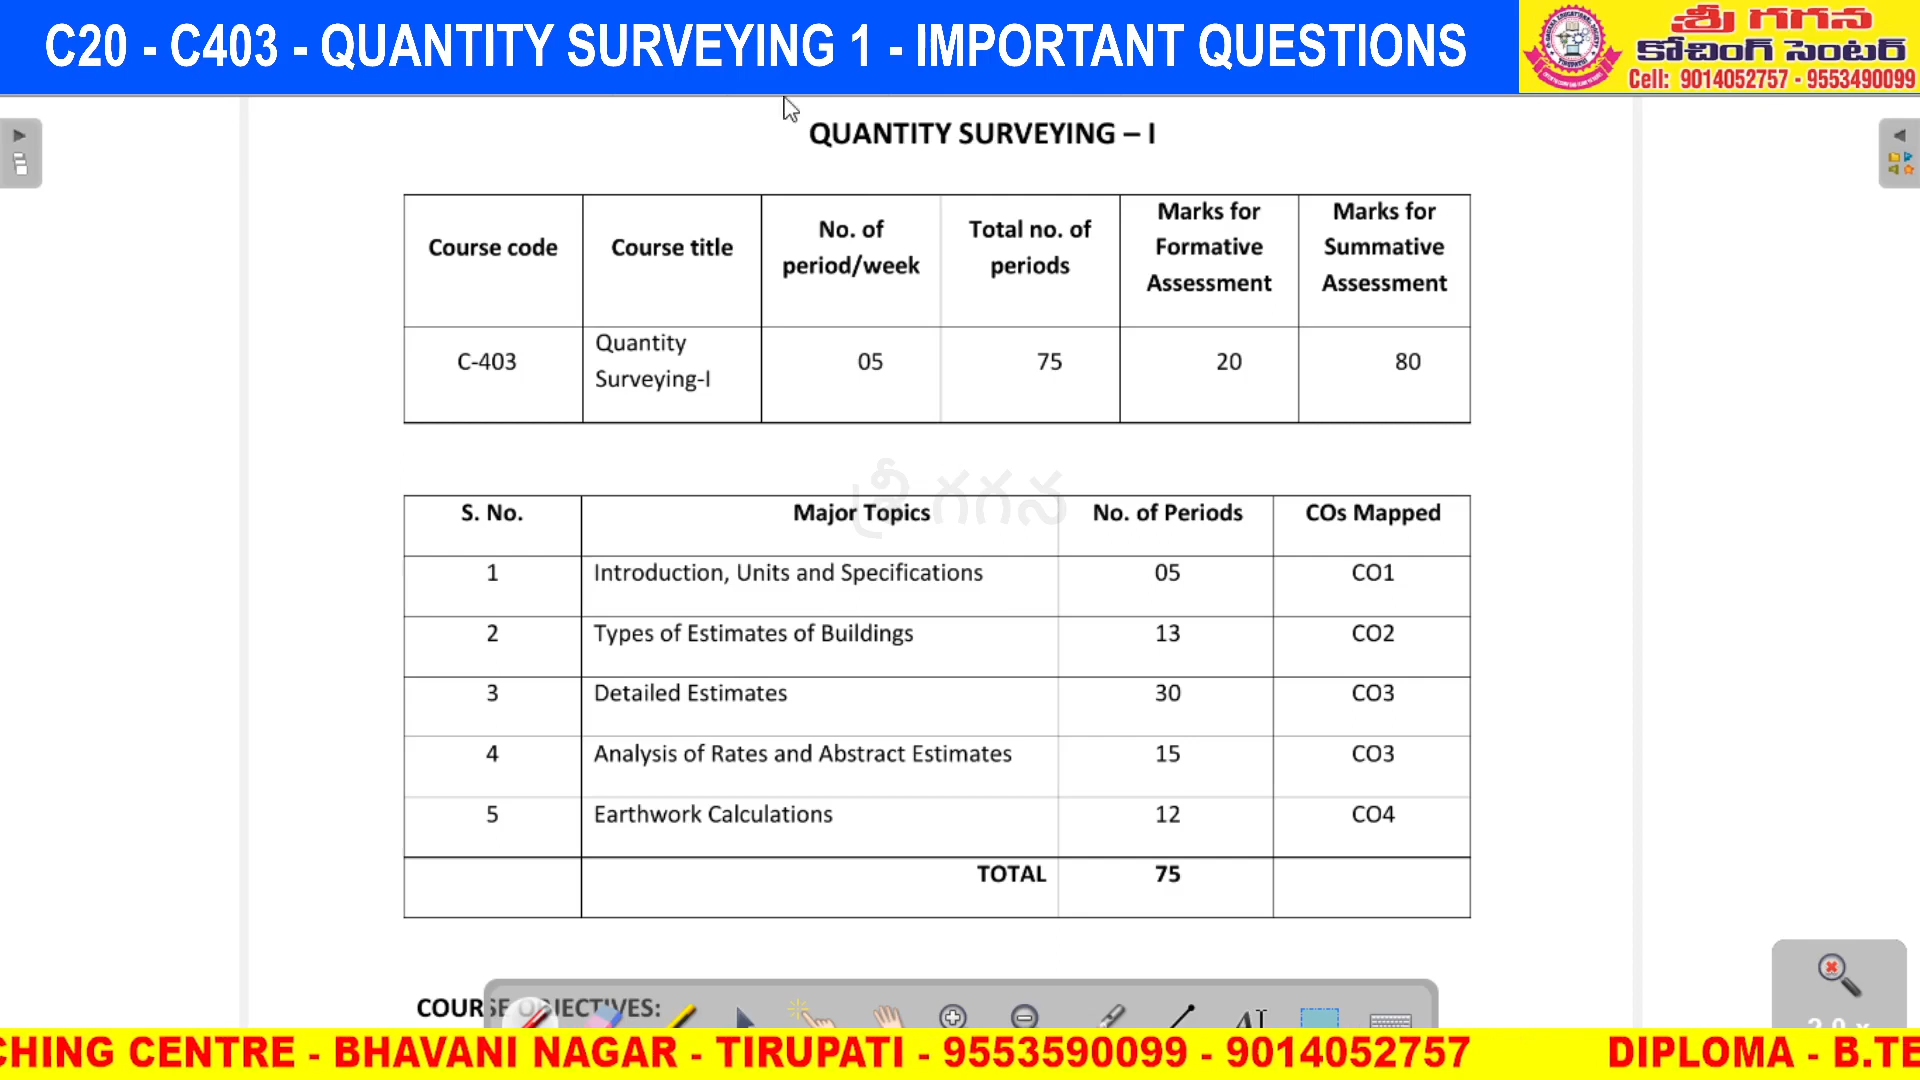 C20 - C403 - QUANTITY SURVEYING 1 - IMPORTANT QUESTIONS
శ్రీ గగన
కోచింగ్ సెంటర్
Cell: 9014052757 - 9553490099
QUANTITY SURVEYING – I
Course code Course title No. of period/week Total no. of periods Marks for Formative Assessment Marks for Summative Assessment
C-403 Quantity Surveying-I 05 75 20 80
శ్రీ గగన
S. No. Major Topics No. of Periods COs Mapped
1 Introduction, Units and Specifications 05 CO1
2 Types of Estimates of Buildings 13 CO2
3 Detailed Estimates 30 CO3
4 Analysis of Rates and Abstract Estimates 15 CO3
5 Earthwork Calculations 12 CO4
TOTAL 75
COURSE OBJECTIVES:
CHING CENTRE - BHAVANI NAGAR - TIRUPATI - 9553590099 - 9014052757 DIPLOMA - B.TE